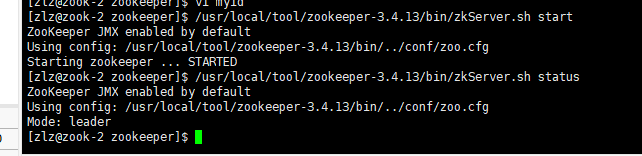 [zlz@zook-2 zookeeper]$ vi myid
[zlz@zook-2 zookeeper]$ /usr/local/tool/zookeeper-3.4.13/bin/zkServer.sh start
ZooKeeper JMX enabled by default
Using config: /usr/local/tool/zookeeper-3.4.13/bin/../conf/zoo.cfg
Starting zookeeper ... STARTED
[zlz@zook-2 zookeeper]$ /usr/local/tool/zookeeper-3.4.13/bin/zkServer.sh status
ZooKeeper JMX enabled by default
Using config: /usr/local/tool/zookeeper-3.4.13/bin/../conf/zoo.cfg
Mode: leader
[zlz@zook-2 zookeeper]$